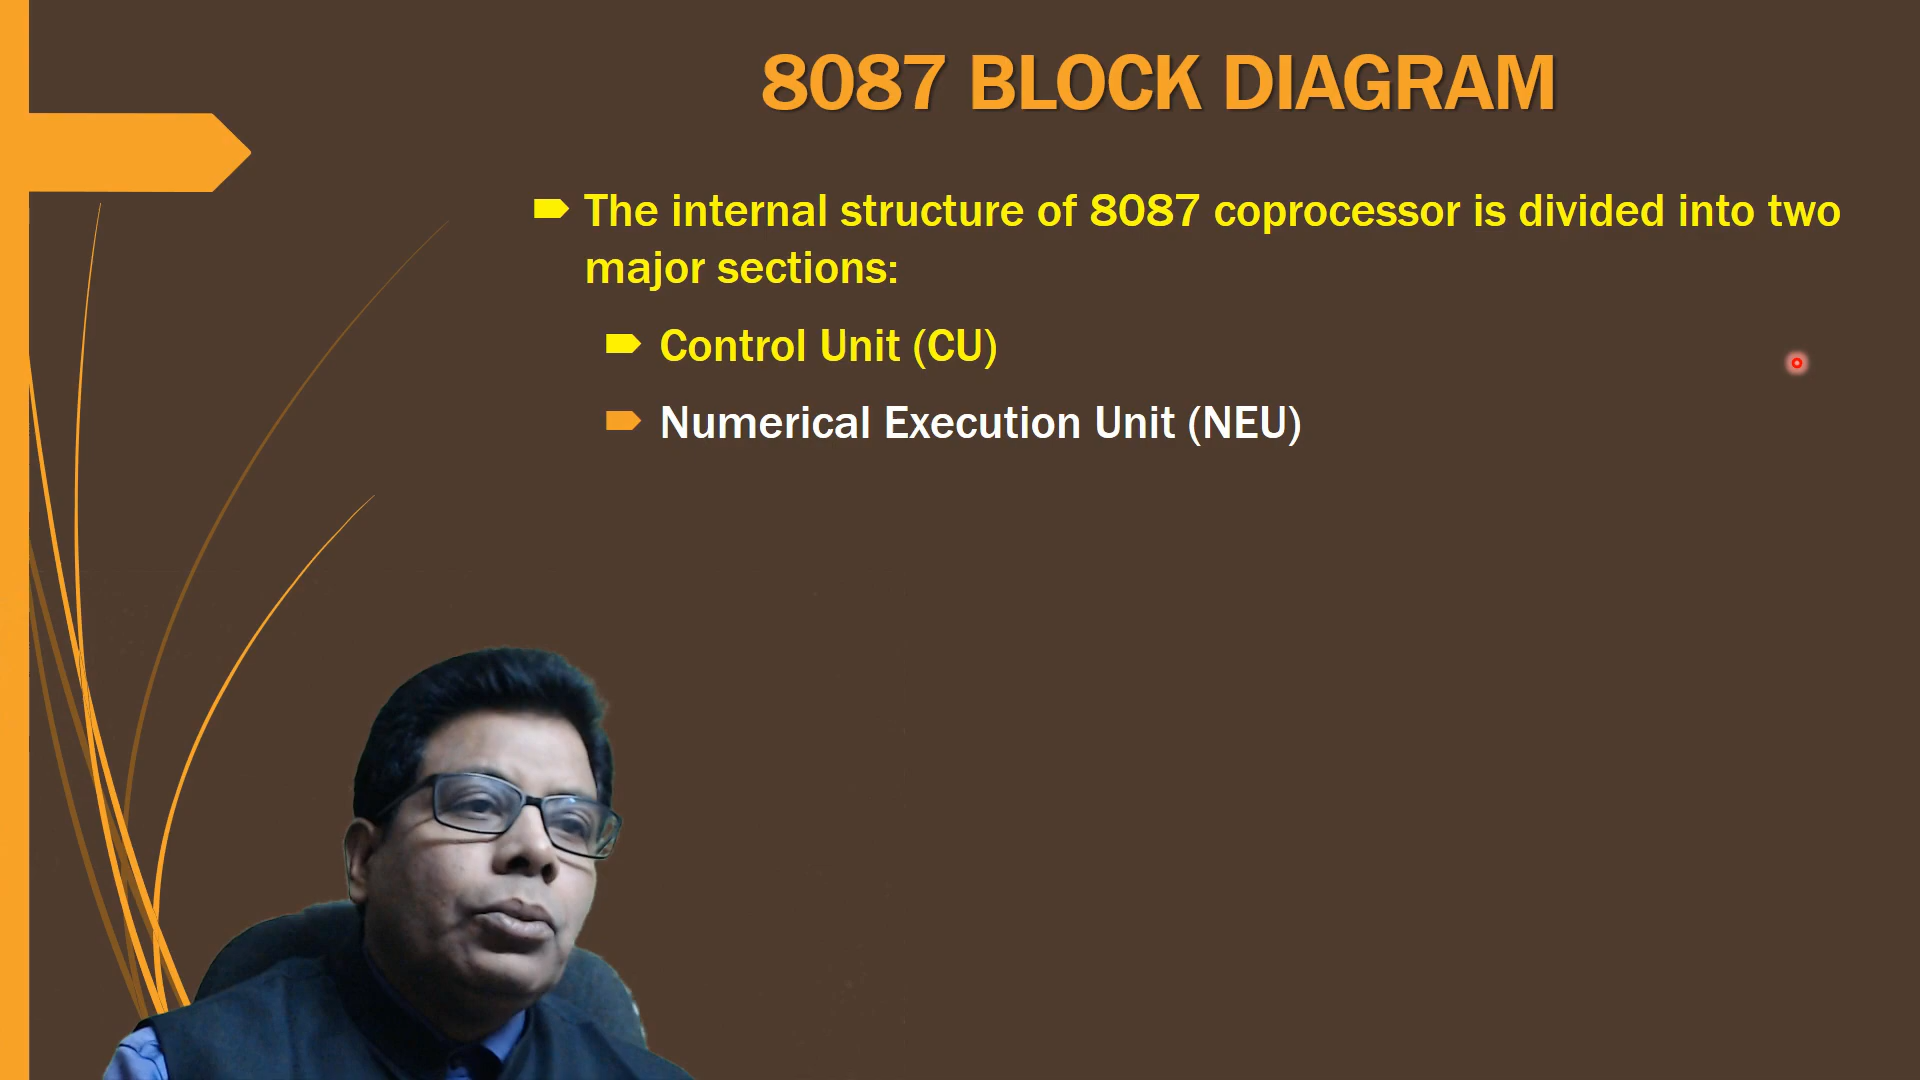 8087 BLOCK DIAGRAM
The internal structure of 8087 coprocessor is divided into two
major sections:
Control Unit (CU)
Numerical Execution Unit (NEU)